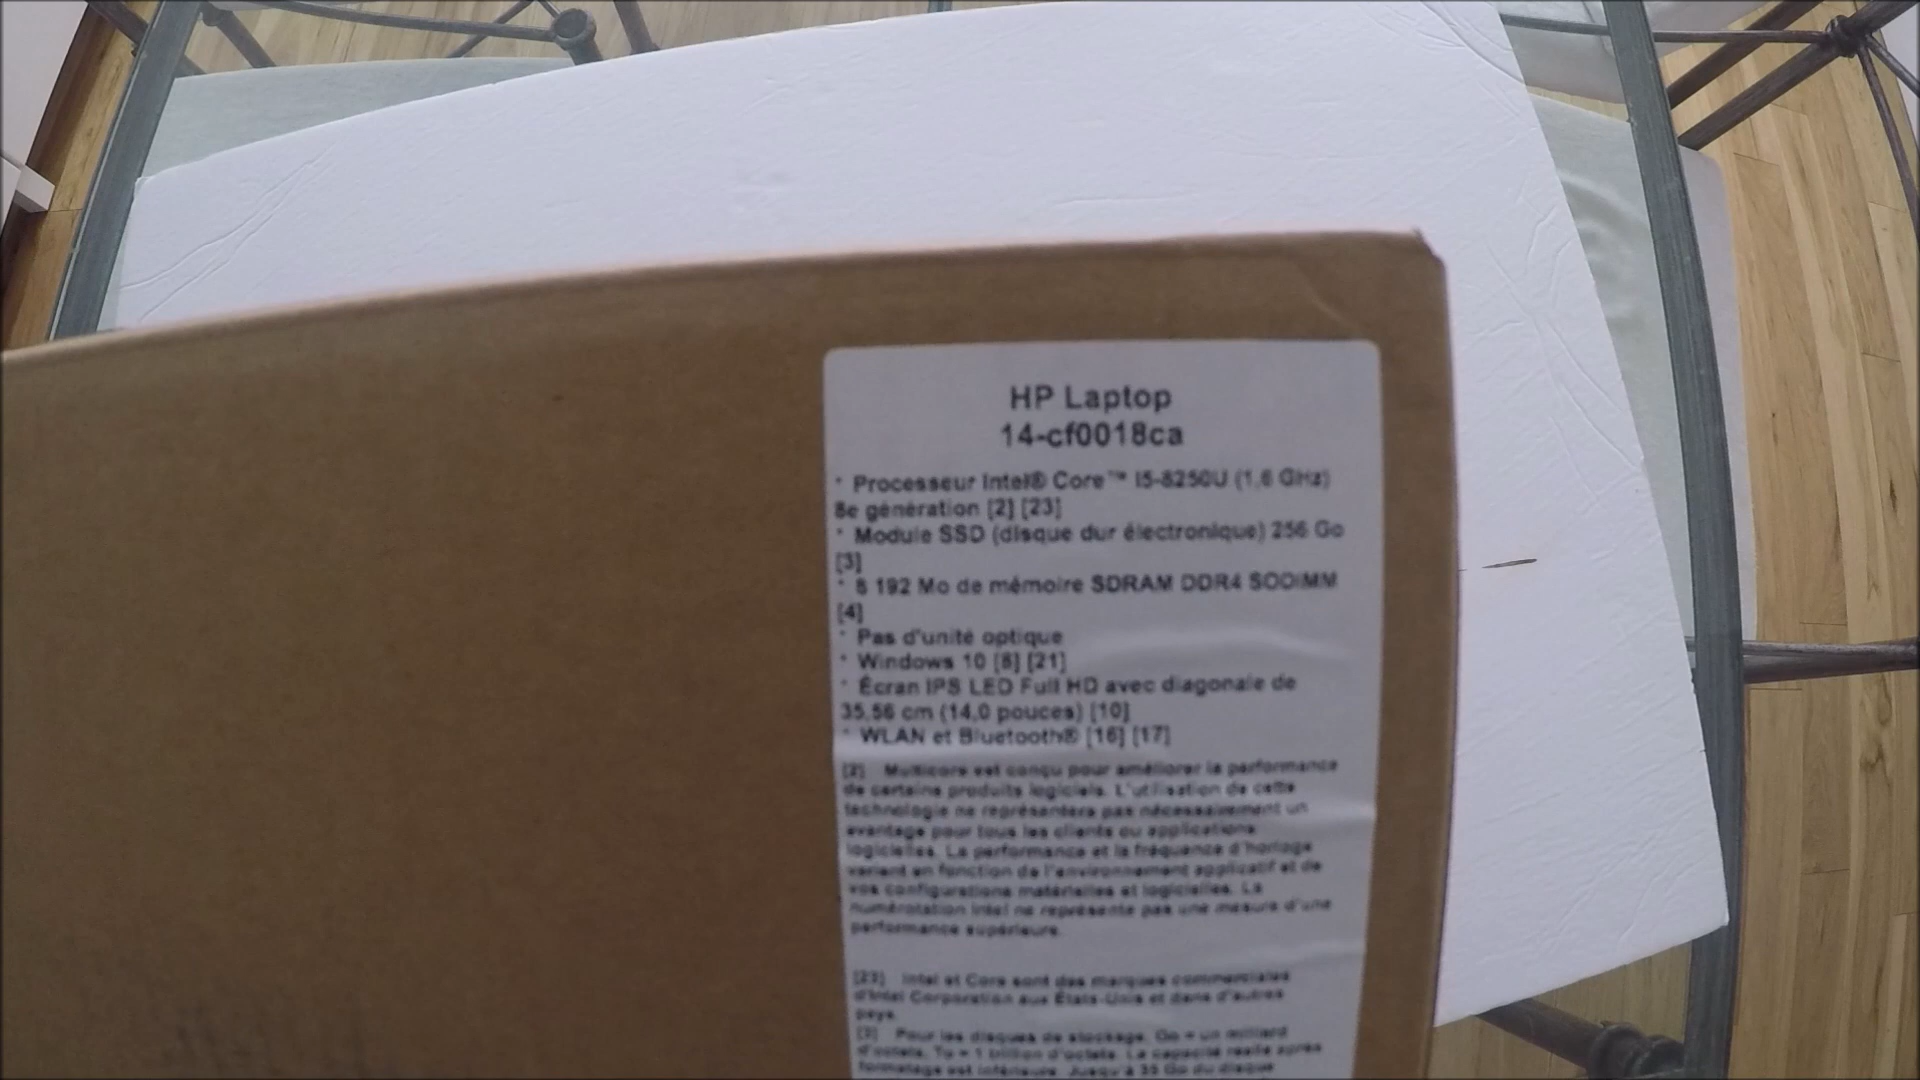 HP Laptop
14-cf0018ca
* Processeur Intel® Core™ i5-8250U (1,6 GHz)
8e génération [2] [23]
* Module SSD (disque dur électronique) 256 Go
[3]
* 8 192 Mo de mémoire SDRAM DDR4 SODIMM
[4]
* Pas d'unité optique
* Windows 10 [8] [21]
* Écran IPS LED Full HD avec diagonale de
35,56 cm (14,0 pouces) [10]
* WLAN et Bluetooth® [16] [17]
[2] Multicore est conçu pour améliorer la performance
de certains produits logiciels. L'utilisation de cette
technologie ne représentera pas nécessairement un
avantage pour tous les clients ou applications
logicielles. La performance et la fréquence d'horloge
varient en fonction de l'environnement applicatif et de
vos configurations matérielles et logicielles. La
numérotation Intel ne représente pas une mesure d'une
performance supérieure.
[23] Intel et Core sont des marques commerciales
d'Intel Corporation aux États-Unis et dans d'autres
pays.
[3] Pour les disques de stockage, Go = un milliard
d'octets, To = 1 billion d'octets. La capacité réelle après
formatage est inférieure. Jusqu'à 35 Go du disque